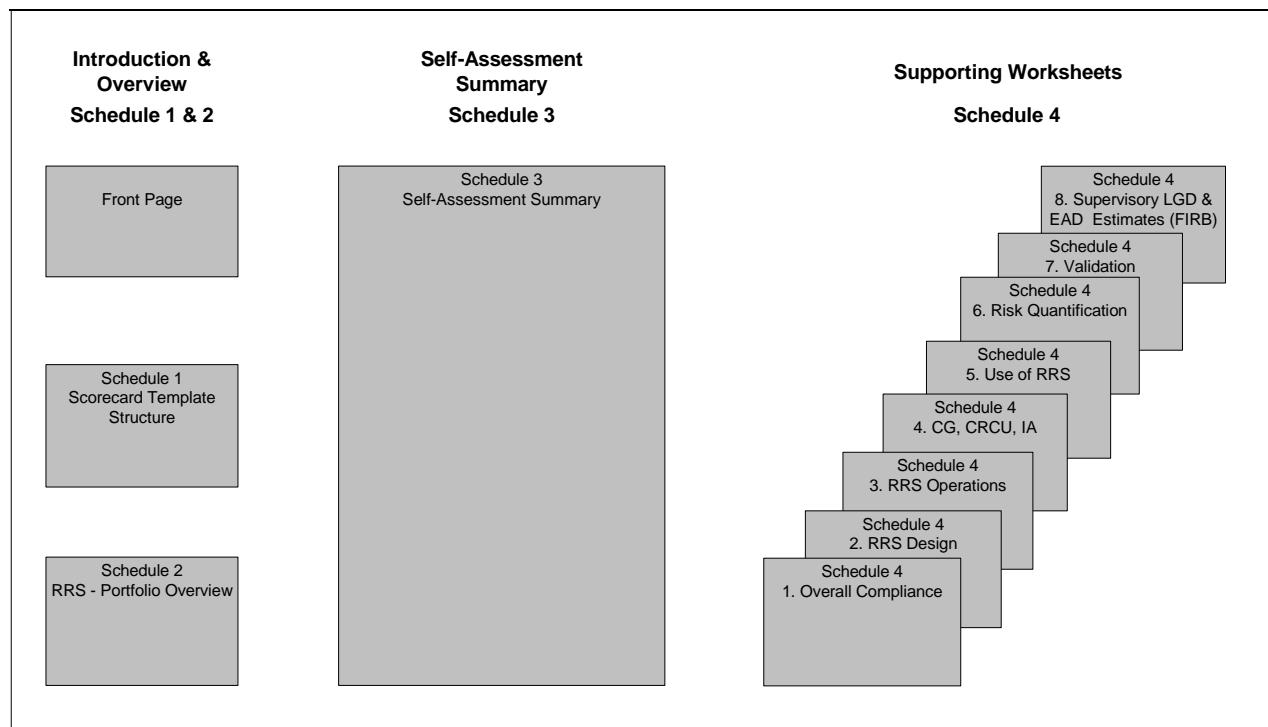 Introduction &
Overview
Schedule 1 & 2
Self-Assessment
Summary
Schedule 3
Supporting Worksheets
Schedule 4
Front Page
Schedule 1
Scorecard Template
Structure
Schedule 2
RRS - Portfolio Overview
Schedule 3
Self-Assessment Summary
Schedule 4
8. Supervisory LGD &
EAD Estimates (FIRB)
Schedule 4
7. Validation
Schedule 4
6. Risk Quantification
Schedule 4
5. Use of RRS
Schedule 4
4. CG, CRCU, IA
Schedule 4
3. RRS Operations
Schedule 4
2. RRS Design
Schedule 4
1. Overall Compliance